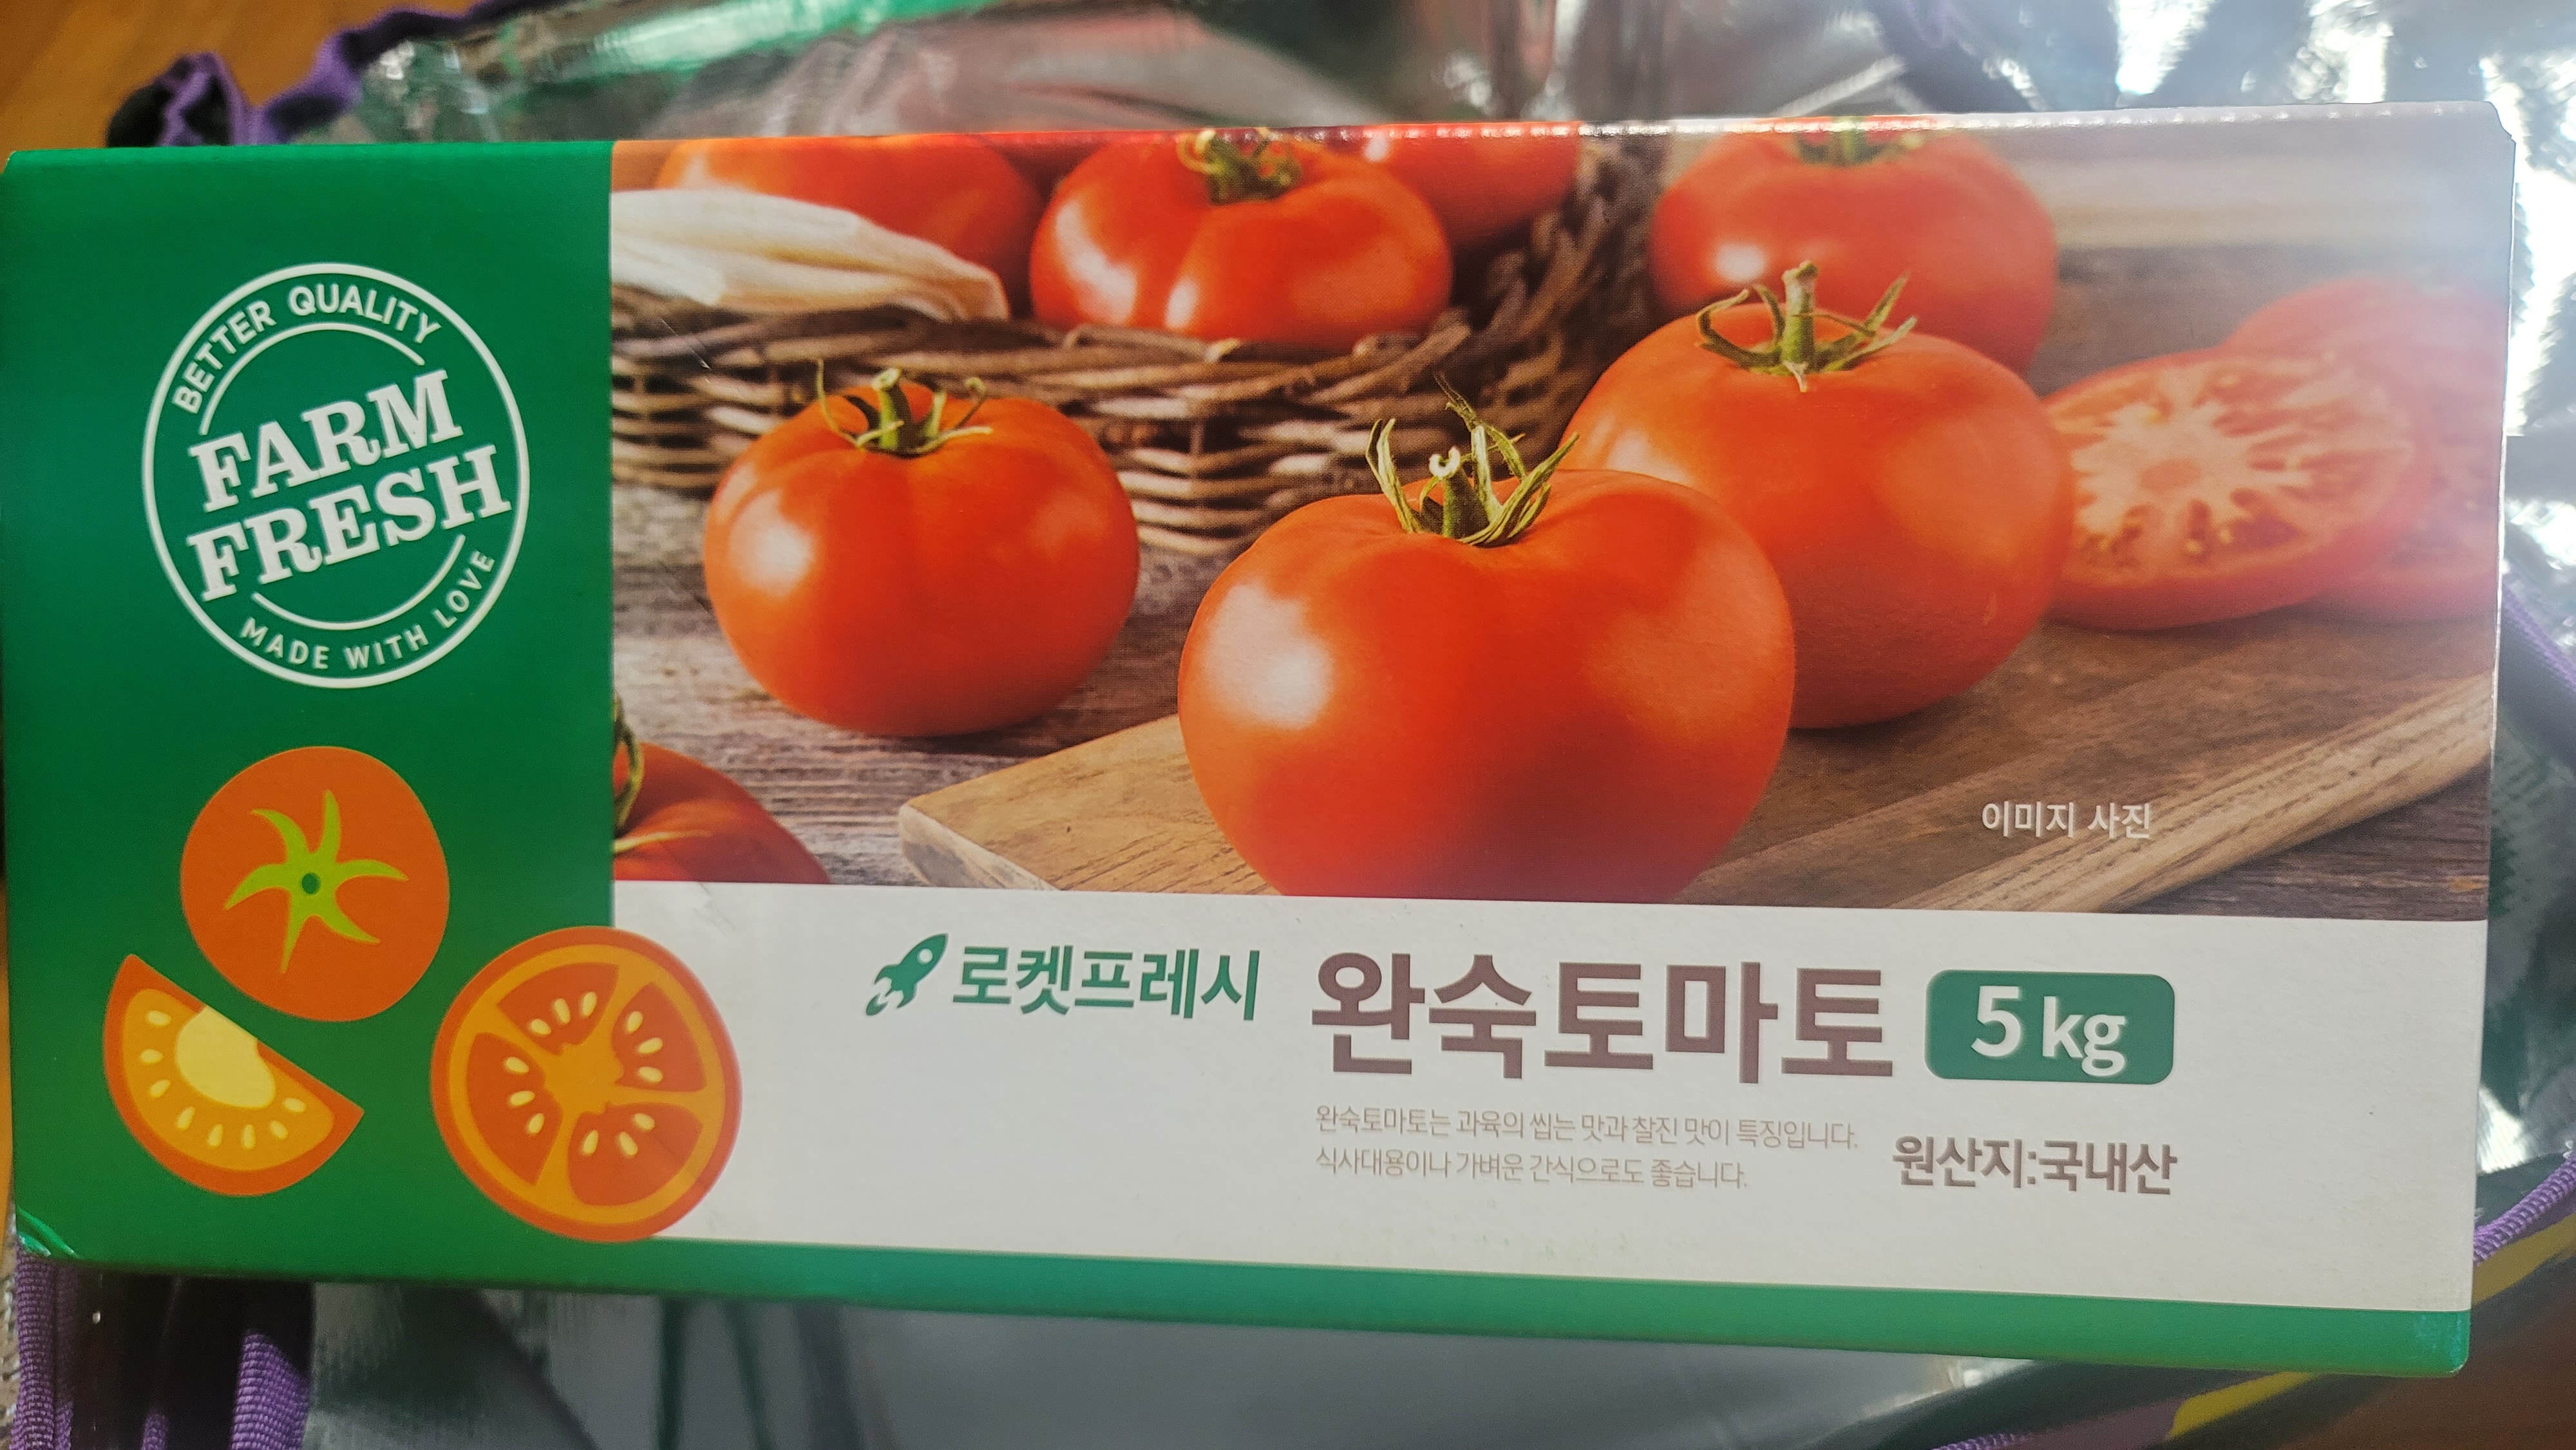 BETTER QUALITY
FARM
FRESH
MADE WITH LOVE
이미지 사진
로켓프레시 완숙토마토 5 kg
완숙토마토는 과육의 씹는 맛과 찰진 맛이 특징입니다.
식사대용이나 가벼운 간식으로도 좋습니다.
원산지:국내산